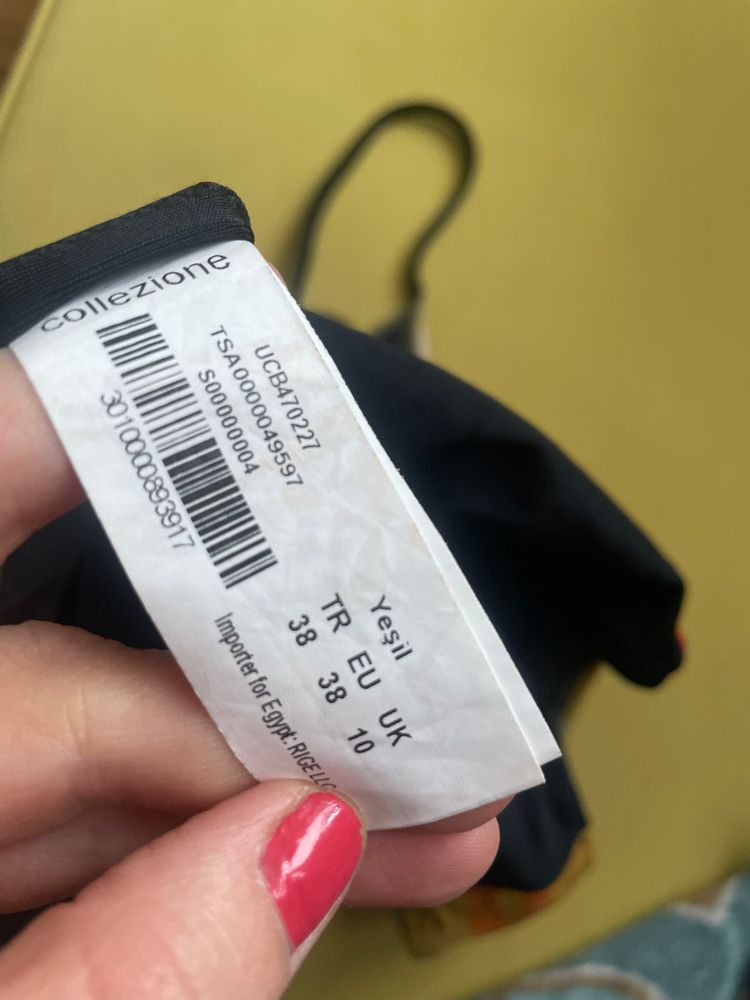 collezione
UCB470227
TSA0000049597
S00000004
3010000893917
Yeşil
TR EU UK
38 38 10
Importer for Egypt: RIGE LLC